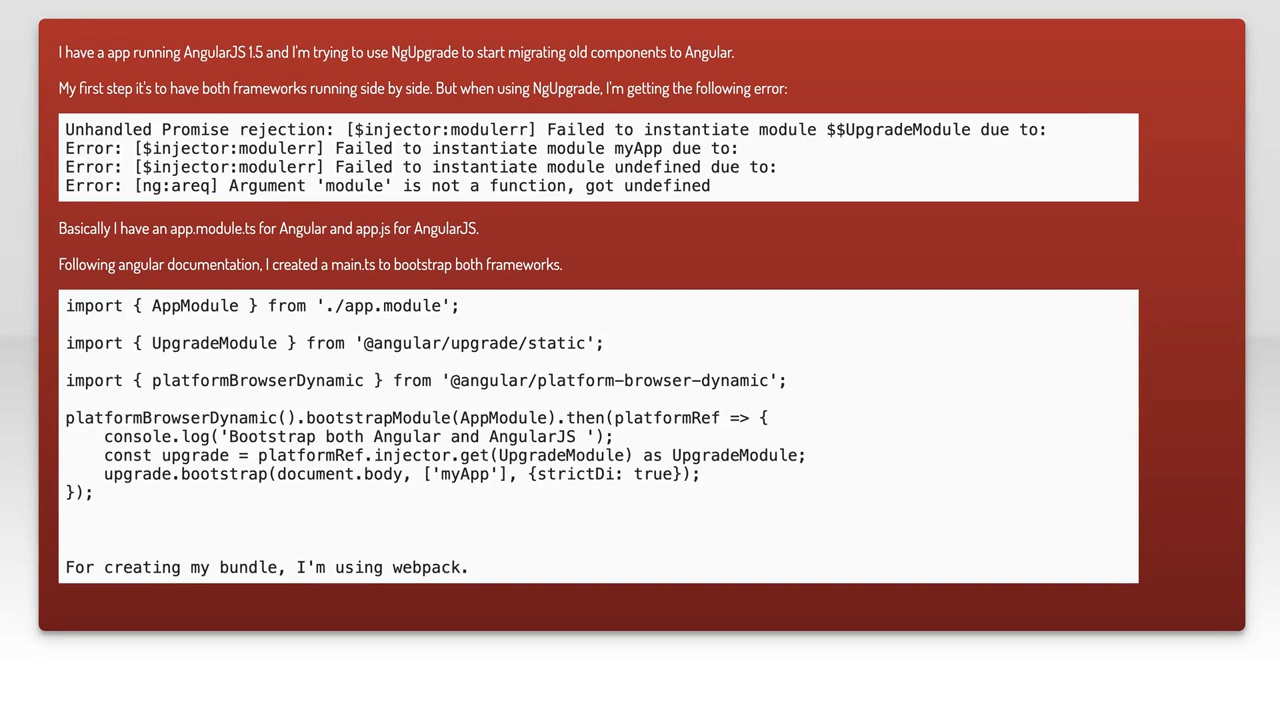 I have a app running AngularJS 1.5 and I'm trying to use NgUpgrade to start migrating old components to Angular.
My first step it's to have both frameworks running side by side. But when using NgUpgrade, I'm getting the following error:
Unhandled Promise rejection: [$injector:modulerr] Failed to instantiate module $$UpgradeModule due to:
Error: [$injector:modulerr] Failed to instantiate module myApp due to:
Error: [$injector:modulerr] Failed to instantiate module undefined due to:
Error: [ng:areq] Argument 'module' is not a function, got undefined
Basically I have an app.module.ts for Angular and app.js for AngularJS.
Following angular documentation, I created a main.ts to bootstrap both frameworks.
import { AppModule } from './app.module';
import { UpgradeModule } from '@angular/upgrade/static';
import { platformBrowserDynamic } from '@angular/platform-browser-dynamic';
platformBrowserDynamic().bootstrapModule(AppModule).then(platformRef => {
    console.log('Bootstrap both Angular and AngularJS ');
    const upgrade = platformRef.injector.get(UpgradeModule) as UpgradeModule;
    upgrade.bootstrap(document.body, ['myApp'], {strictDi: true});
});
For creating my bundle, I'm using webpack.